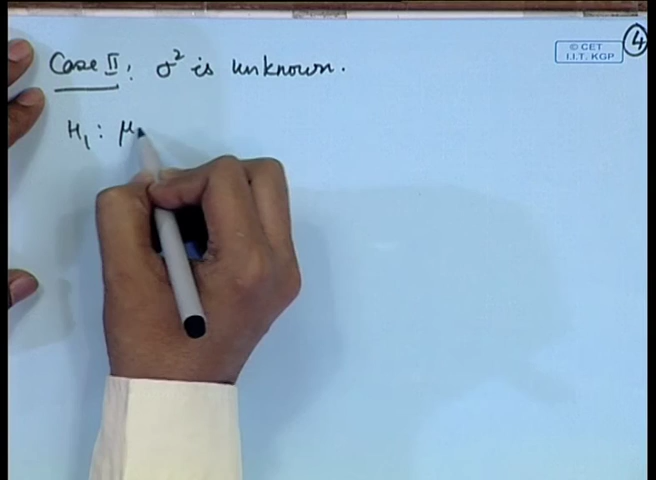 Case II : σ² is unknown.
H₁ : μ
© CET
I.I.T. KGP
4